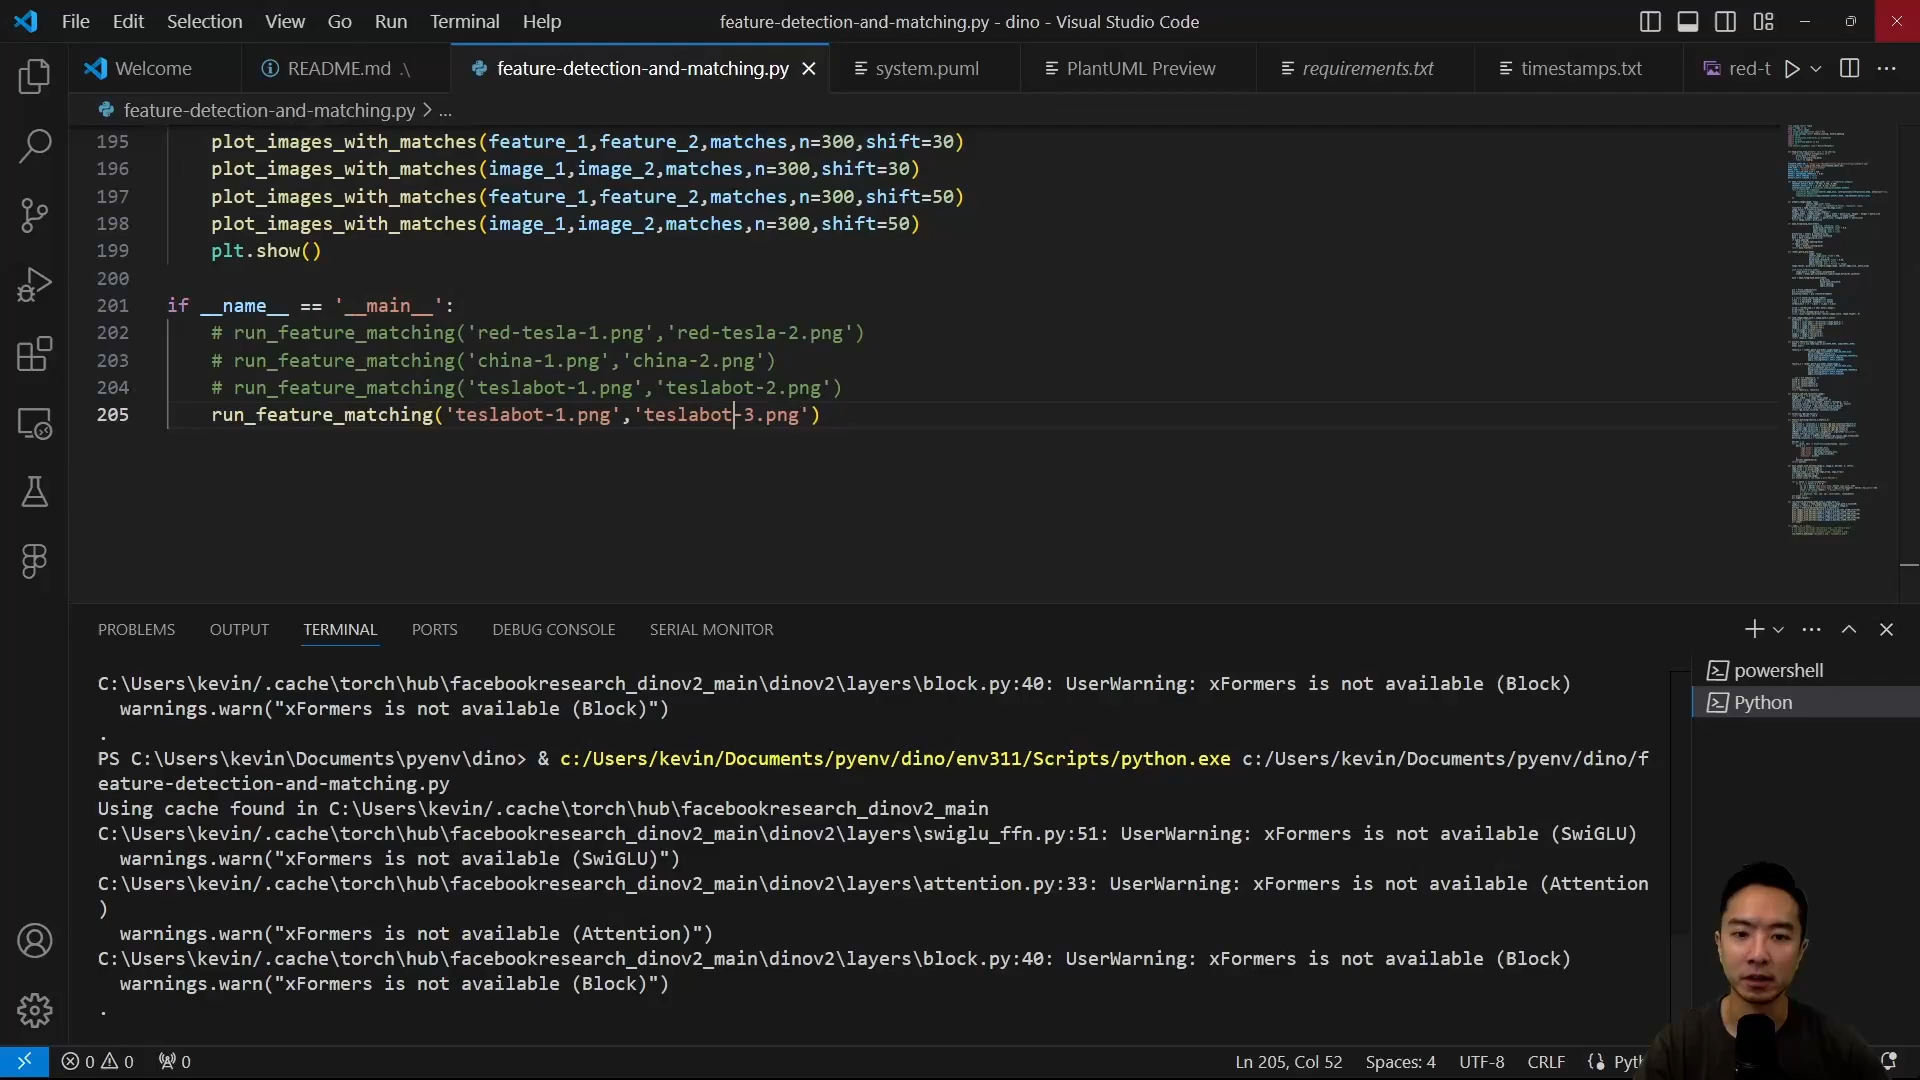 File Edit Selection View Go Run Terminal Help
feature-detection-and-matching.py - dino - Visual Studio Code
Welcome
README.md .\
feature-detection-and-matching.py
system.puml
PlantUML Preview
requirements.txt
timestamps.txt
red-t
feature-detection-and-matching.py > ...
195 plot_images_with_matches(feature_1,feature_2,matches,n=300,shift=30)
196 plot_images_with_matches(image_1,image_2,matches,n=300,shift=30)
197 plot_images_with_matches(feature_1,feature_2,matches,n=300,shift=50)
198 plot_images_with_matches(image_1,image_2,matches,n=300,shift=50)
199 plt.show()
200
201 if __name__ == '__main__':
202 # run_feature_matching('red-tesla-1.png','red-tesla-2.png')
203 # run_feature_matching('china-1.png','china-2.png')
204 # run_feature_matching('teslabot-1.png','teslabot-2.png')
205 run_feature_matching('teslabot-1.png','teslabot-3.png')
PROBLEMS OUTPUT TERMINAL PORTS DEBUG CONSOLE SERIAL MONITOR
powershell
Python
C:\Users\kevin/.cache\torch\hub\facebookresearch_dinov2_main\dinov2\layers\block.py:40: UserWarning: xFormers is not available (Block)
warnings.warn("xFormers is not available (Block)")
.
PS C:\Users\kevin\Documents\pyenv\dino> & c:/Users/kevin/Documents/pyenv/dino/env311/Scripts/python.exe c:/Users/kevin/Documents/pyenv/dino/f
eature-detection-and-matching.py
Using cache found in C:\Users\kevin/.cache\torch\hub\facebookresearch_dinov2_main
C:\Users\kevin/.cache\torch\hub\facebookresearch_dinov2_main\dinov2\layers\swiglu_ffn.py:51: UserWarning: xFormers is not available (SwiGLU)
warnings.warn("xFormers is not available (SwiGLU)")
C:\Users\kevin/.cache\torch\hub\facebookresearch_dinov2_main\dinov2\layers\attention.py:33: UserWarning: xFormers is not available (Attention
)
warnings.warn("xFormers is not available (Attention)")
C:\Users\kevin/.cache\torch\hub\facebookresearch_dinov2_main\dinov2\layers\block.py:40: UserWarning: xFormers is not available (Block)
warnings.warn("xFormers is not available (Block)")
.
0 0 0
Ln 205, Col 52 Spaces: 4 UTF-8 CRLF Pyth